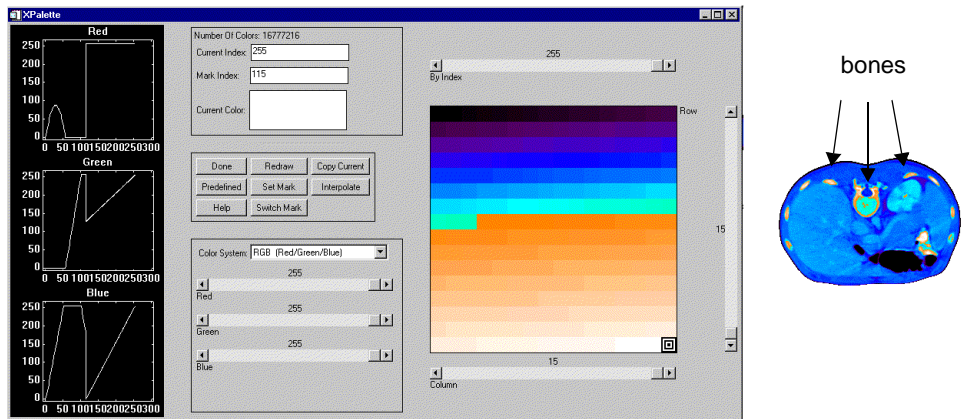 XPalette
Red
250
200
150
100
50
0
0 50 100150200250300
Green
250
200
150
100
50
0
0 50 100150200250300
Blue
250
200
150
100
50
0
0 50 100150200250300
Number Of Colors: 16777216
Current Index: 255
Mark Index: 115
Current Color:
Done Redraw Copy Current
Predefined Set Mark Interpolate
Help Switch Mark
Color System: RGB (Red/Green/Blue)
255
Red
255
Green
255
Blue
255
By Index
Row
15
15
Column
bones